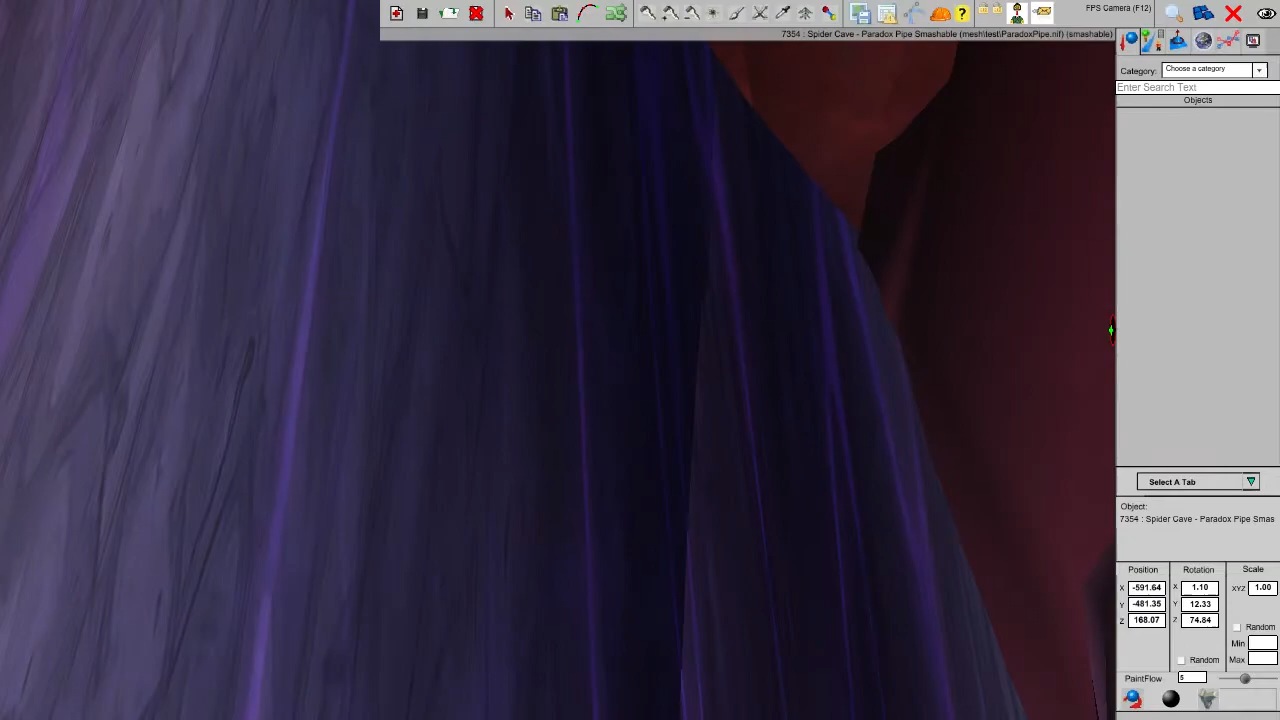 FPS Camera (F12)
7354 : Spider Cave - Paradox Pipe Smashable (mesh\test\ParadoxPipe.nif) (smashable)
Category: Choose a category
Enter Search Text
Objects
Select A Tab
Object:
7354 : Spider Cave - Paradox Pipe Smas
Position Rotation Scale
X -591.64 X 1.10 XYZ 1.00
Y -481.35 Y 12.33
Z 168.07 Z 74.84
Random
Min
Random Max
PaintFlow 5